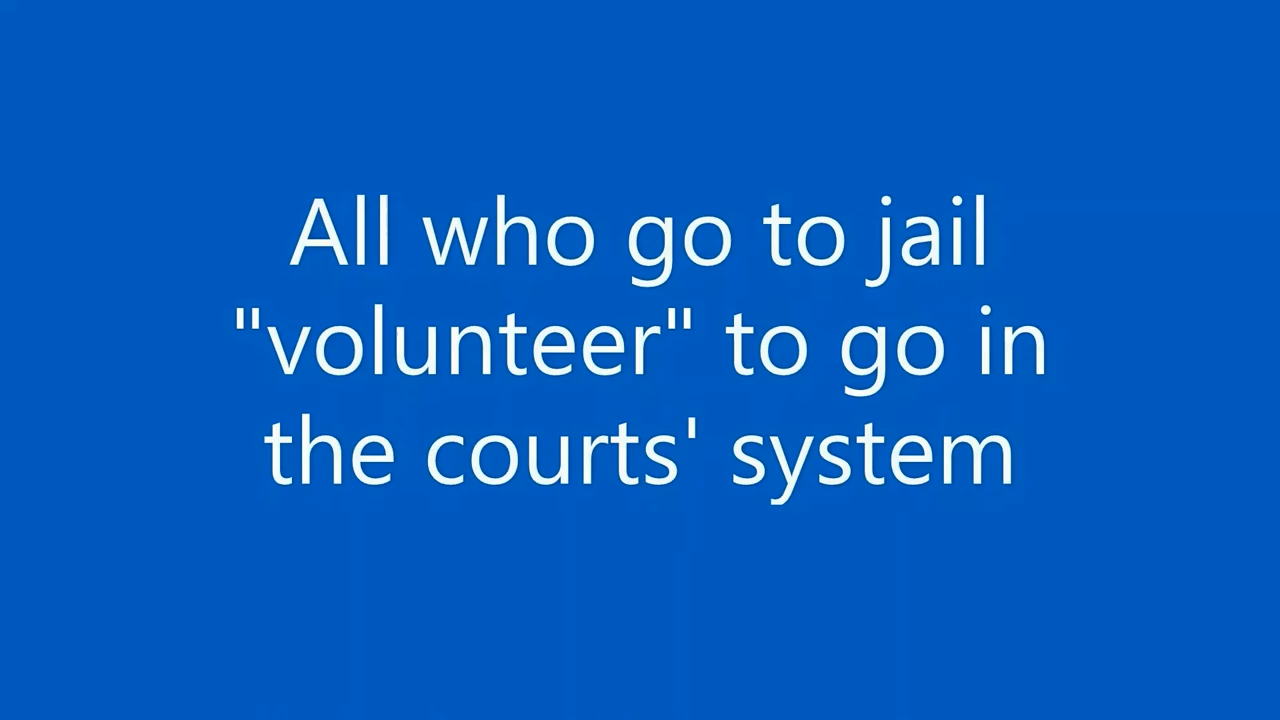 All who go to jail
"volunteer" to go in
the courts' system